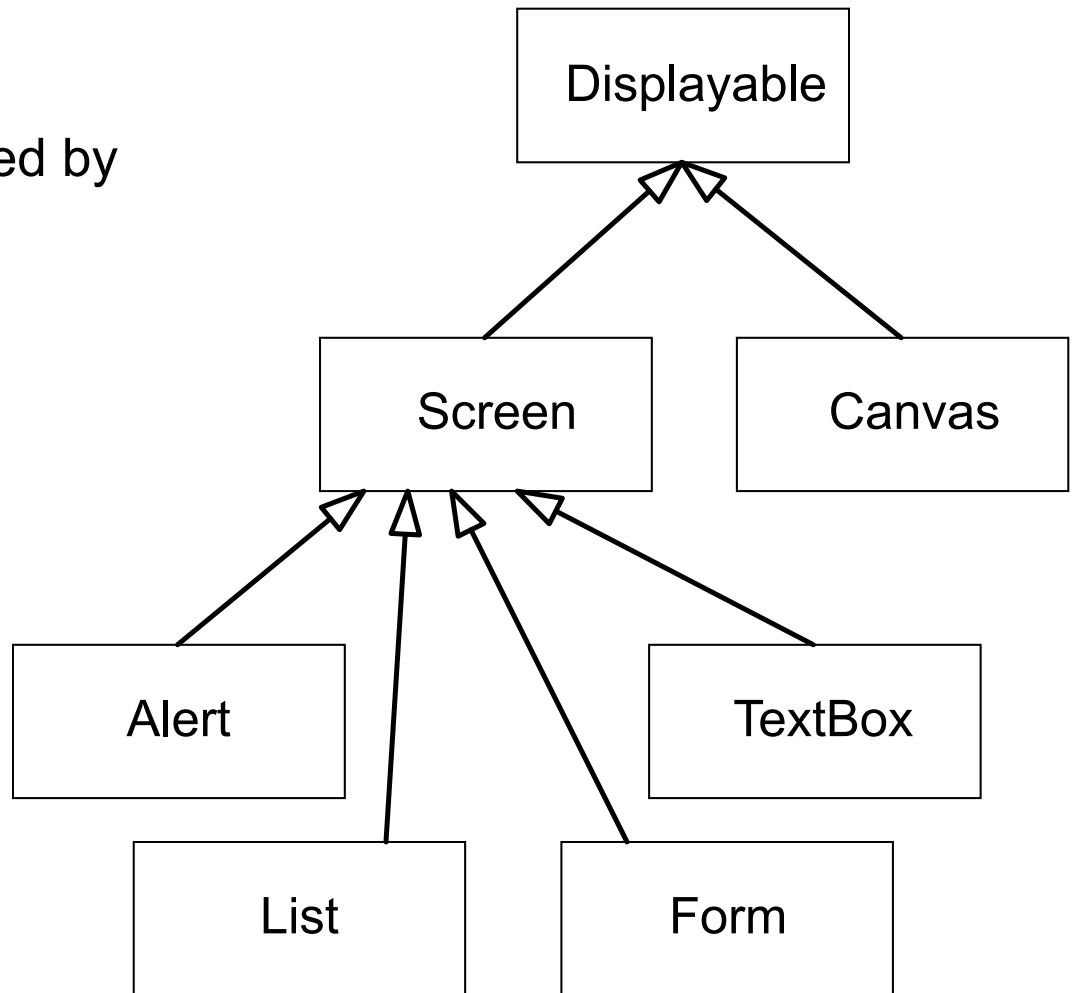 Displayable
ed by
Screen
Canvas
Alert
TextBox
List
Form